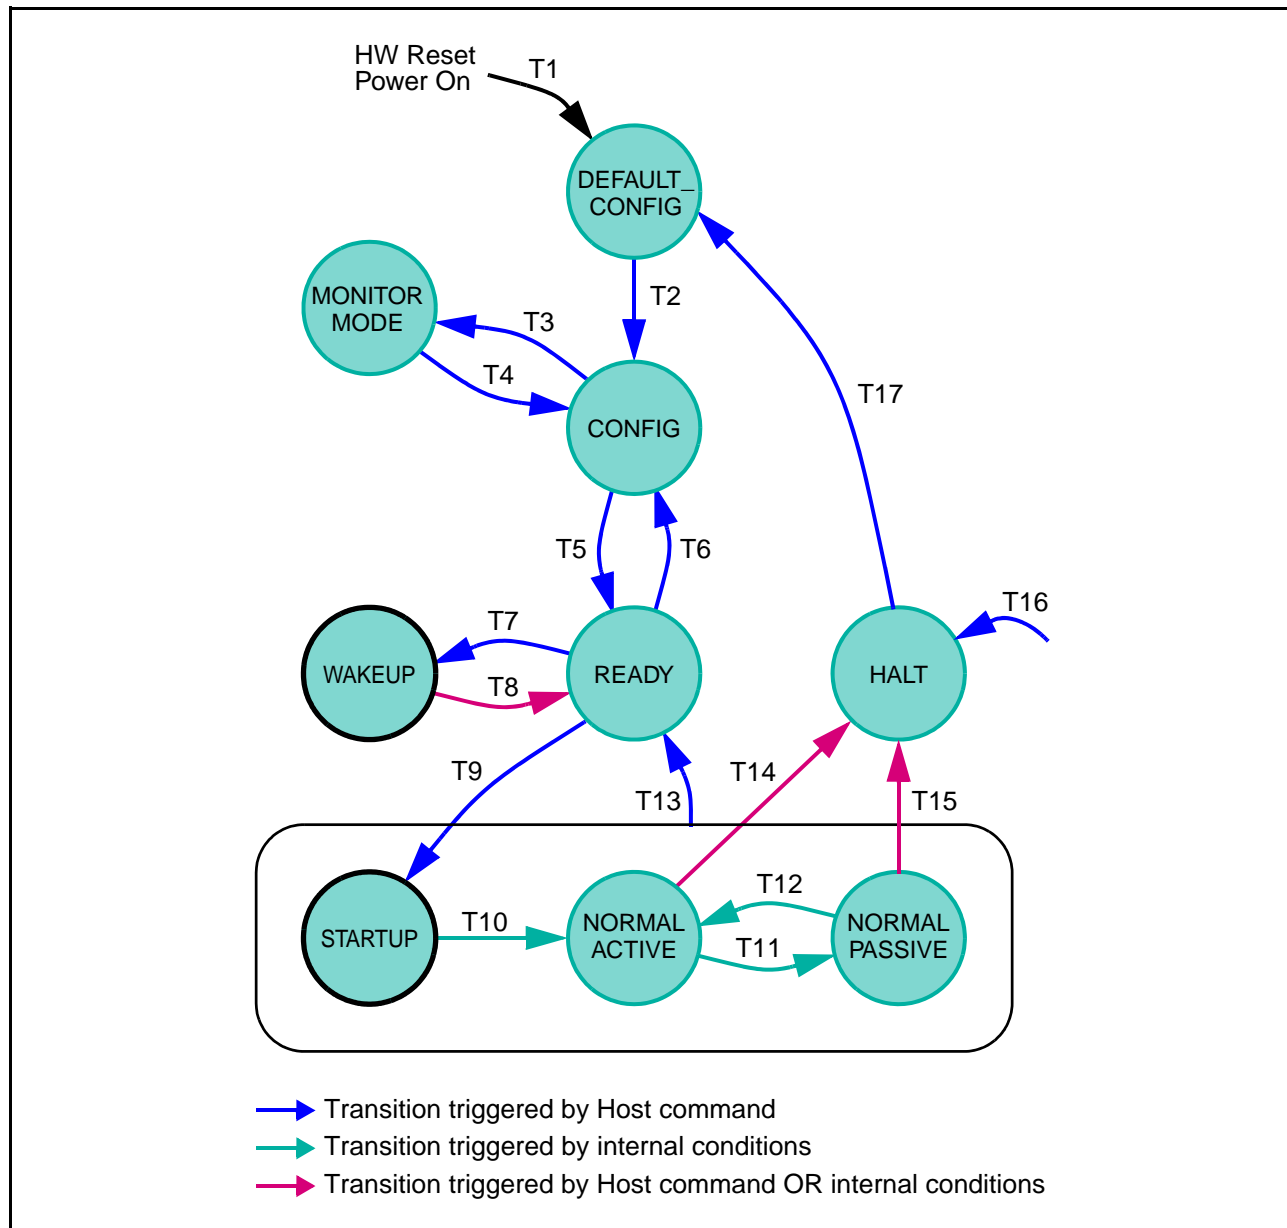 HW Reset
Power On
T1
DEFAULT_
CONFIG
T2
MONITOR
MODE
T3
T4
CONFIG
T17
T5
T6
T16
WAKEUP
T7
T8
READY
HALT
T9
T13
T14
T15
STARTUP
T10
NORMAL
ACTIVE
T12
T11
NORMAL
PASSIVE
Transition triggered by Host command
Transition triggered by internal conditions
Transition triggered by Host command OR internal conditions